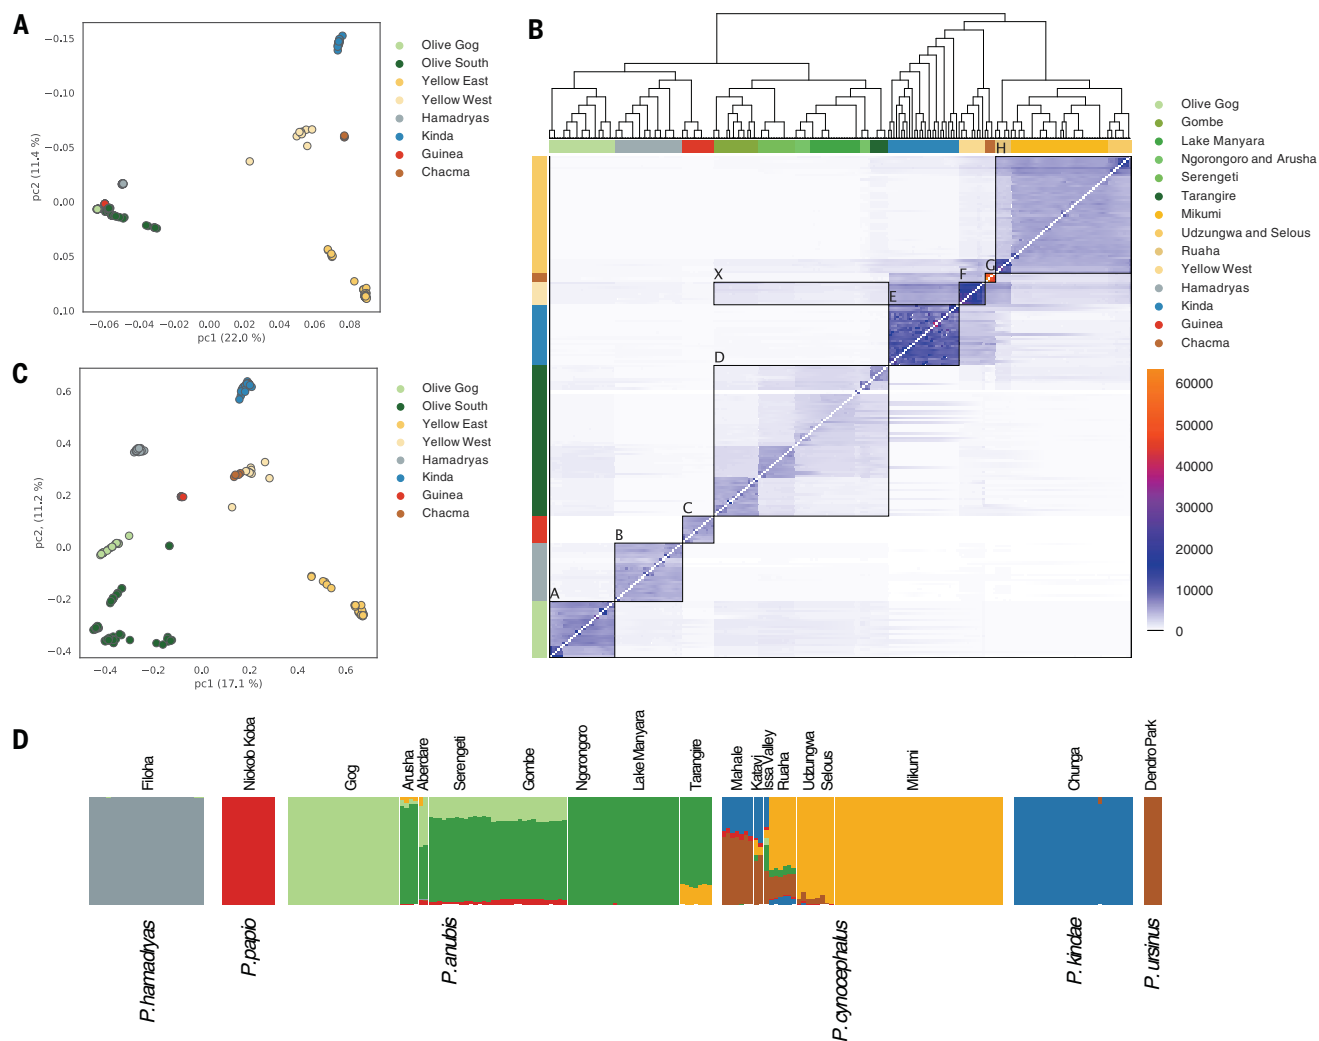 A
−0.15
−0.10
−0.05
0.00
0.05
0.10
pc2 (11.4 %)
−0.06 −0.04 −0.02 0.00 0.02 0.04 0.06 0.08
pc1 (22.0 %)
Olive Gog
Olive South
Yellow East
Yellow West
Hamadryas
Kinda
Guinea
Chacma
B
H
G
F
X
E
D
C
B
A
Olive Gog
Gombe
Lake Manyara
Ngorongoro and Arusha
Serengeti
Tarangire
Mikumi
Udzungwa and Selous
Ruaha
Yellow West
Hamadryas
Kinda
Guinea
Chacma
60000
50000
40000
30000
20000
10000
0
C
0.6
0.4
0.2
0.0
−0.2
−0.4
pc2, (11.2 %)
−0.4 −0.2 0.0 0.2 0.4 0.6
pc1 (17.1 %)
Olive Gog
Olive South
Yellow East
Yellow West
Hamadryas
Kinda
Guinea
Chacma
D
Filoha
Niokob Koba
Gog
Arusha
Aberdare
Serengeti
Gombe
Ngorongoro
Lake Manyara
Tarangire
Mahale
Katavi
Issa Valley
Ruaha
Udzungwa
Selous
Mikumi
Chunga
Dendro Park
P. hamadryas
P. papio
P. anubis
P. cynocephalus
P. kindae
P. ursinus